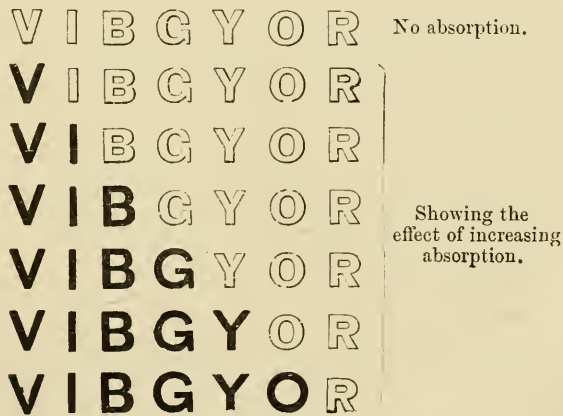 V I B G Y O R No absorption.
V I B G Y O R
V I B G Y O R
V I B G Y O R
Showing the
effect of increasing
absorption.
V I B G Y O R
V I B G Y O R
V I B G Y O R